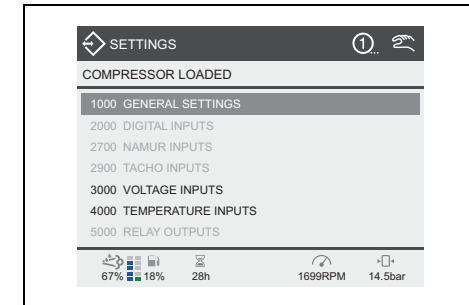 SETTINGS
1...
COMPRESSOR LOADED
1000 GENERAL SETTINGS
2000 DIGITAL INPUTS
2700 NAMUR INPUTS
2900 TACHO INPUTS
3000 VOLTAGE INPUTS
4000 TEMPERATURE INPUTS
5000 RELAY OUTPUTS
67% 18% 28h 1699RPM 14.5bar